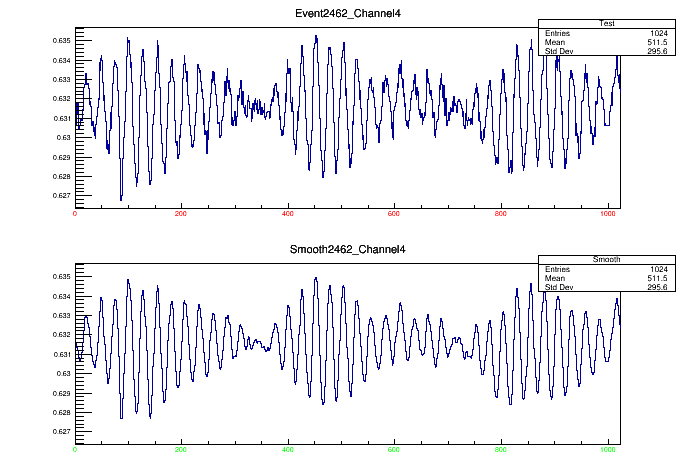 Event2462_Channel4
Test
Entries 1024
Mean 511.5
Std Dev 295.6
0.635
0.634
0.633
0.632
0.631
0.63
0.629
0.628
0.627
0 200 400 600 800 1000
Smooth2462_Channel4
Smooth
Entries 1024
Mean 511.5
Std Dev 295.6
0.635
0.634
0.633
0.632
0.631
0.63
0.629
0.628
0.627
0 200 400 600 800 1000